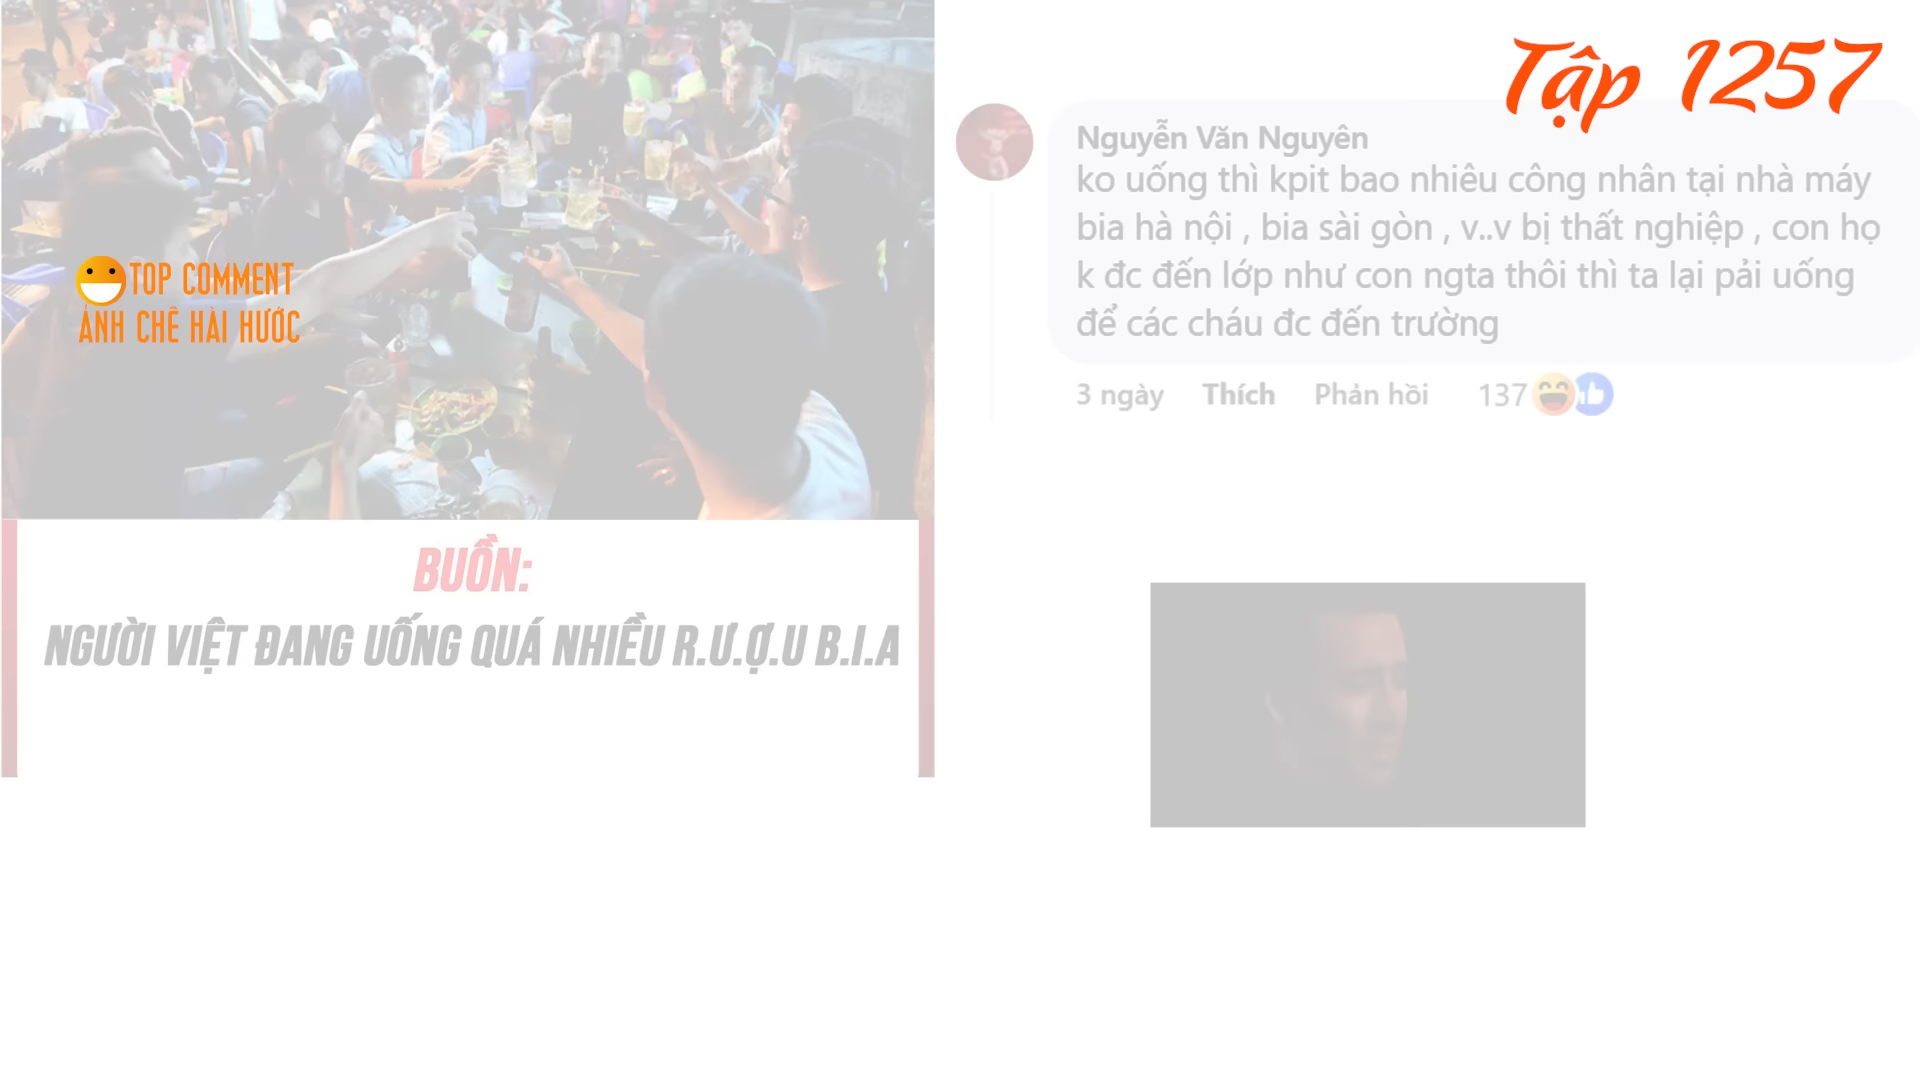 Tập 1257
TOP COMMENT
ẢNH CHẾ HÀI HƯỚC
BUỒN:
NGƯỜI VIỆT ĐANG UỐNG QUÁ NHIỀU R.Ư.Ợ.U B.I.A
Nguyễn Văn Nguyên
ko uống thì kpit bao nhiêu công nhân tại nhà máy
bia hà nội , bia sài gòn , v..v bị thất nghiệp , con họ
k đc đến lớp như con ngta thôi thì ta lại pải uống
để các cháu đc đến trường
3 ngày Thích Phản hồi 137